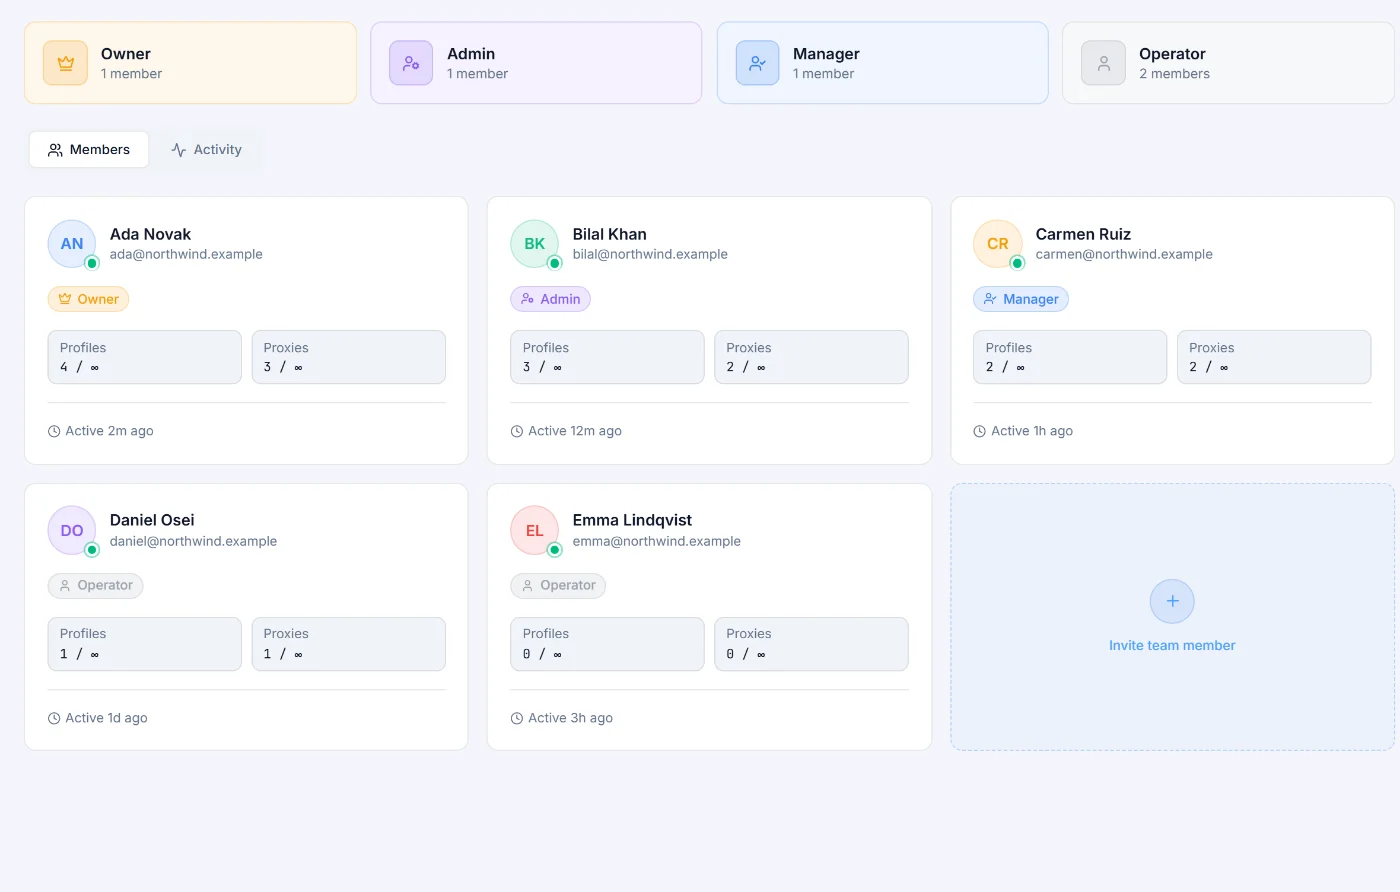 Owner
1 member
Admin
1 member
Manager
1 member
Operator
2 members
Members
Activity
AN
Ada Novak
ada@northwind.example
Owner
Profiles
4 / ∞
Proxies
3 / ∞
Active 2m ago
BK
Bilal Khan
bilal@northwind.example
Admin
Profiles
3 / ∞
Proxies
2 / ∞
Active 12m ago
CR
Carmen Ruiz
carmen@northwind.example
Manager
Profiles
2 / ∞
Proxies
2 / ∞
Active 1h ago
DO
Daniel Osei
daniel@northwind.example
Operator
Profiles
1 / ∞
Proxies
1 / ∞
Active 1d ago
EL
Emma Lindqvist
emma@northwind.example
Operator
Profiles
0 / ∞
Proxies
0 / ∞
Active 3h ago
Invite team member